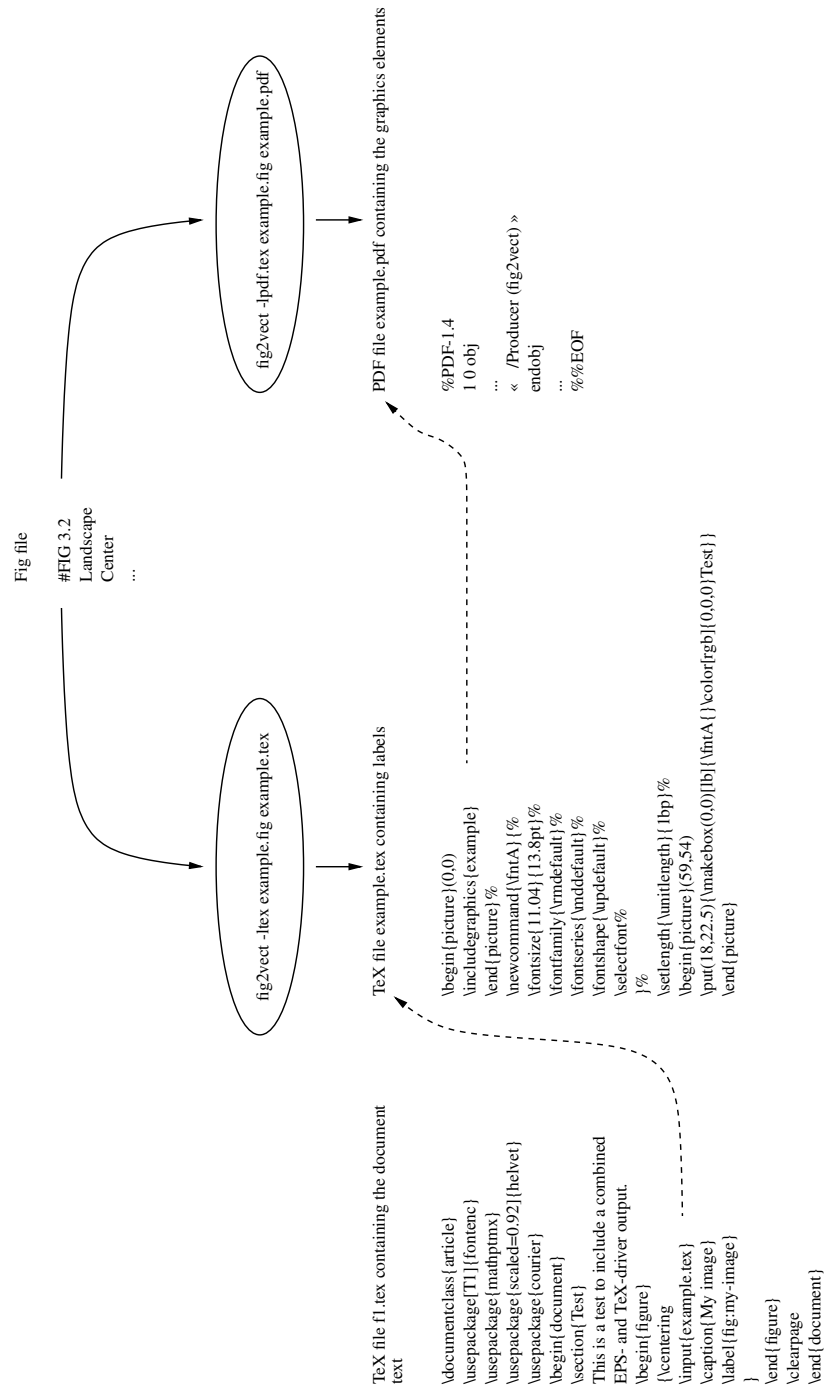 Fig file
#FIG 3.2
Landscape
Center
...
fig2vect -ltex example.fig example.tex
fig2vect -lpdf.tex example.fig example.pdf
TeX file f1.tex containing the document
text
\documentclass{article}
\usepackage[T1]{fontenc}
\usepackage{mathptmx}
\usepackage[scaled=0.92]{helvet}
\usepackage{courier}
\begin{document}
\section{Test}
This is a test to include a combined
EPS- and TeX-driver output.
\begin{figure}
{\centering
\input{example.tex}
\caption{My image}
\label{fig:my-image}
}
\end{figure}
\clearpage
\end{document}
TeX file example.tex containing labels
\begin{picture}(0,0)
\includegraphics{example}
\end{picture}%
\newcommand{\fntA}{%
\fontsize{11.04}{13.8pt}%
\fontfamily{\rmdefault}%
\fontseries{\mddefault}%
\fontshape{\updefault}%
\selectfont%
}%
\setlength{\unitlength}{1bp}%
\begin{picture}(59,54)
\put(18,22.5){\makebox(0,0)[lb]{\fntA{}\color[rgb]{0,0,0}Test}}
\end{picture}
PDF file example.pdf containing the graphics elements
%PDF-1.4
1 0 obj
...
« /Producer (fig2vect) »
endobj
...
%%EOF